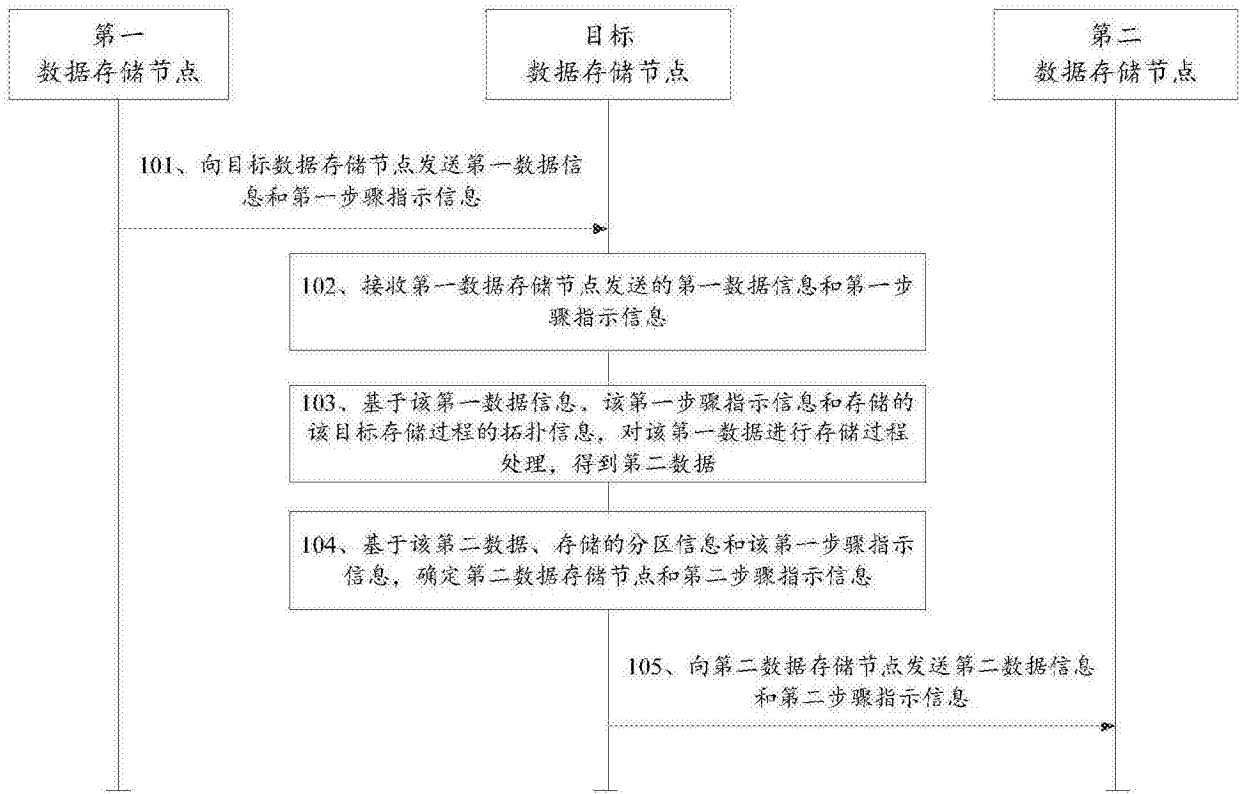 第一
数据存储节点
目标
数据存储节点
第二
数据存储节点
101、向目标数据存储节点发送第一数据信
息和第一步骤指示信息
102、接收第一数据存储节点发送的第一数据信息和第一步
骤指示信息
103、基于该第一数据信息、该第一步骤指示信息和存储的
该目标存储过程的拓扑信息，对该第一数据进行存储过程
处理，得到第二数据
104、基于该第二数据、存储的分区信息和该第一步骤指示
信息，确定第二数据存储节点和第二步骤指示信息
105、向第二数据存储节点发送第二数据信息
和第二步骤指示信息